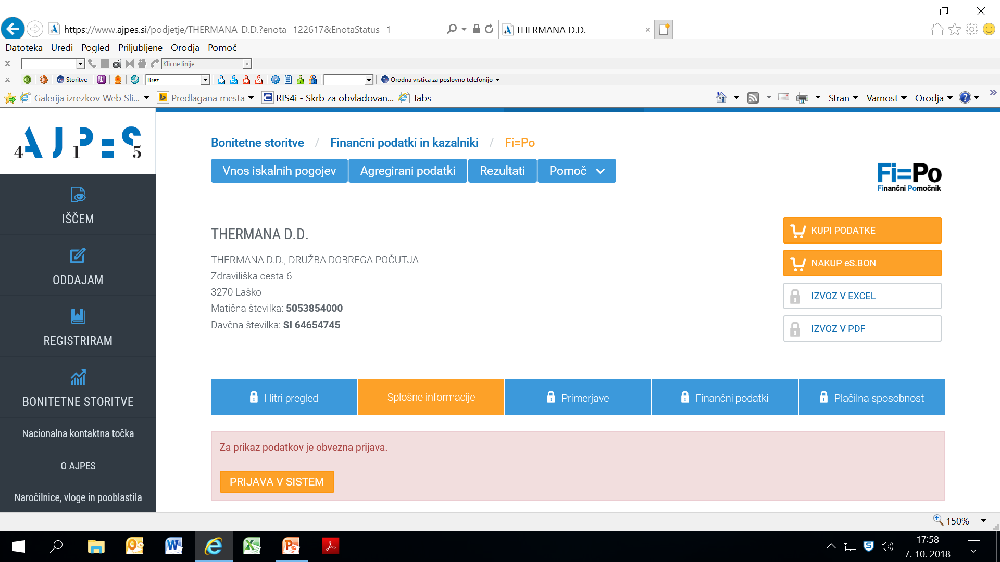 https://www.ajpes.si/podjetje/THERMANA_D.D.?enota=122617&EnotaStatus=1
THERMANA D.D.
Datoteka Uredi Pogled Priljubljene Orodja Pomoč
x Klicne linije
x Storitve Brez Orodna vrstica za poslovno telefonijo
Galerija izrezkov Web Sli... Predlagana mesta RIS4i - Skrb za obvladovan... Tabs Stran Varnost Orodja
AJPES
4 1 5
IŠČEM
ODDAJAM
REGISTRIRAM
BONITETNE STORITVE
Nacionalna kontaktna točka
O AJPES
Naročilnice, vloge in pooblastila
Bonitetne storitve / Finančni podatki in kazalniki / Fi=Po
Vnos iskalnih pogojev Agregirani podatki Rezultati Pomoč
Fi=Po
Finančni Pomočnik
THERMANA D.D.
THERMANA D.D., DRUŽBA DOBREGA POČUTJA
Zdraviliška cesta 6
3270 Laško
Matična številka: 5053854000
Davčna številka: SI 64654745
KUPI PODATKE
NAKUP eS.BON
IZVOZ V EXCEL
IZVOZ V PDF
Hitri pregled Splošne informacije Primerjave Finančni podatki Plačilna sposobnost
Za prikaz podatkov je obvezna prijava.
PRIJAVA V SISTEM
150%
17:58
7. 10. 2018